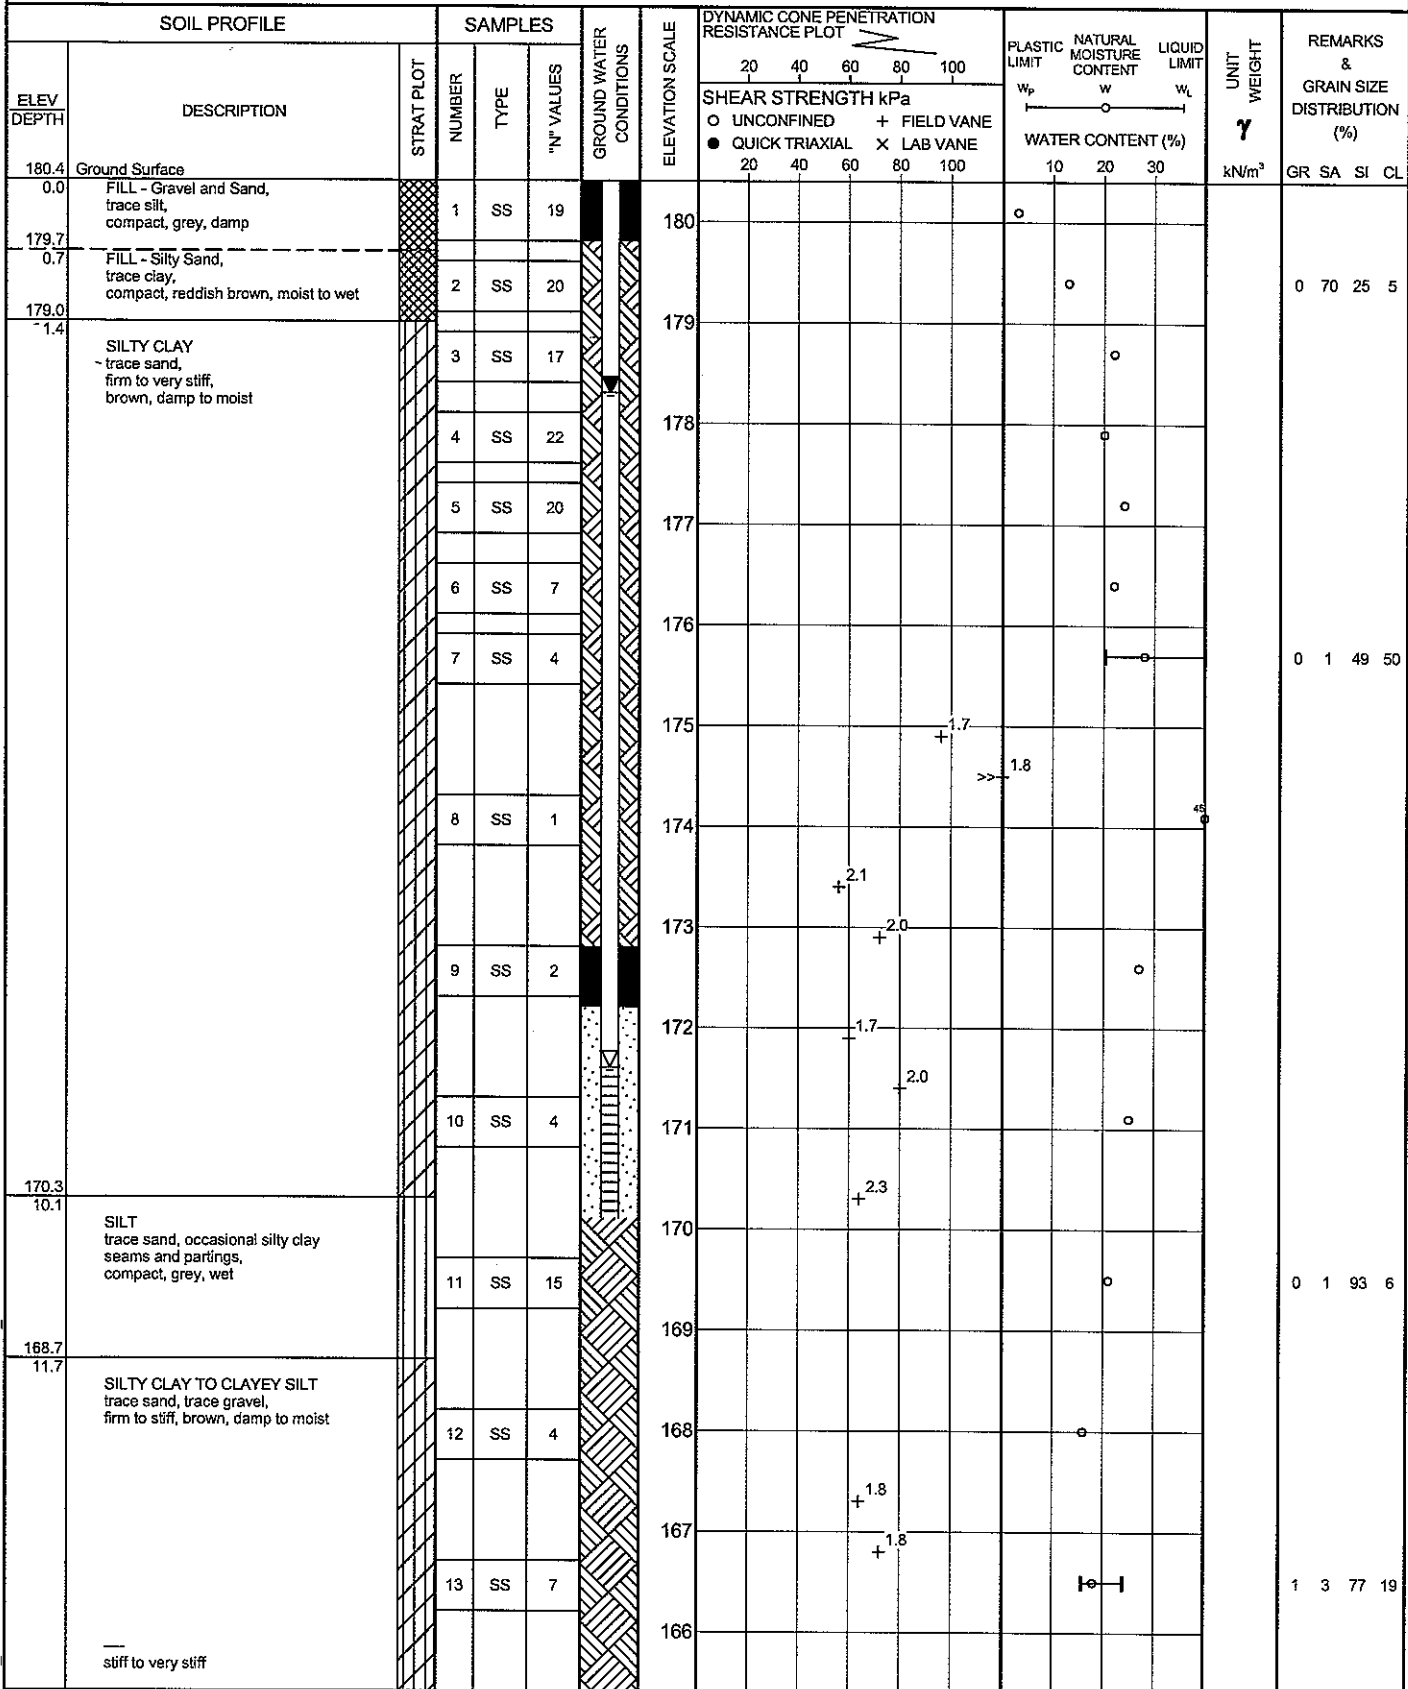 SOIL PROFILE
SAMPLES
GROUND WATER
CONDITIONS
ELEVATION SCALE
DYNAMIC CONE PENETRATION
RESISTANCE PLOT
20 40 60 80 100
SHEAR STRENGTH kPa
O UNCONFINED + FIELD VANE
● QUICK TRIAXIAL × LAB VANE
20 40 60 80 100
PLASTIC LIMIT
NATURAL MOISTURE CONTENT
LIQUID LIMIT
WP W WL
WATER CONTENT (%)
10 20 30
UNIT WEIGHT
γ
kN/m³
REMARKS
&
GRAIN SIZE
DISTRIBUTION
(%)
GR SA SI CL
ELEV
DEPTH
DESCRIPTION
STRAT PLOT
NUMBER
TYPE
"N" VALUES
180.4 Ground Surface
0.0 FILL - Gravel and Sand,
trace silt,
compact, grey, damp
1 SS 19
180
179.7
0.7 FILL - Silty Sand,
trace clay,
compact, reddish brown, moist to wet
2 SS 20
0 70 25 5
179.0
179
1.4
SILTY CLAY
trace sand,
firm to very stiff,
brown, damp to moist
3 SS 17
178
4 SS 22
5 SS 20
177
6 SS 7
176
7 SS 4
0 1 49 50
175
1.7
>> 1.8
45
8 SS 1
174
2.1
173
2.0
9 SS 2
172
1.7
2.0
10 SS 4
171
170.3
10.1
2.3
SILT
trace sand, occasional silty clay
seams and partings,
compact, grey, wet
170
11 SS 15
0 1 93 6
169
168.7
11.7
SILTY CLAY TO CLAYEY SILT
trace sand, trace gravel,
firm to stiff, brown, damp to moist
12 SS 4
168
1.8
167
1.8
13 SS 7
1 3 77 19
166
stiff to very stiff